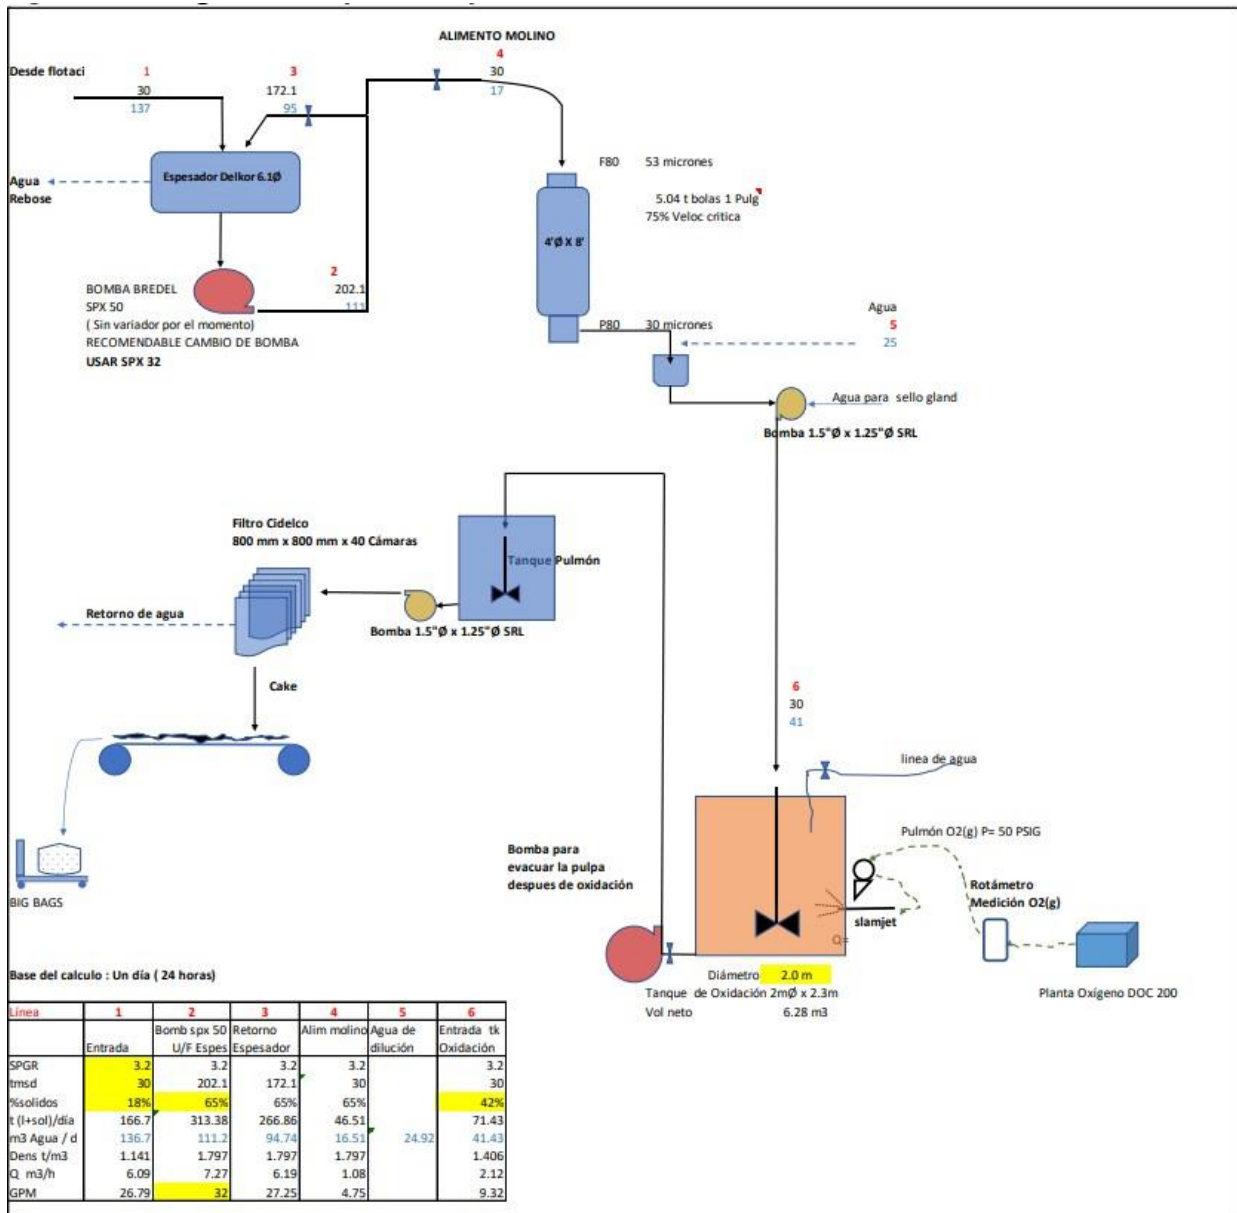 ALIMENTO MOLINO
4
30
17
Desde flotaci
1
30
137
3
172.1
95
Espesador Delkor 6.1Ø
Agua
Rebose
F80 53 micrones
5.04 t bolas 1 Pulg
75% Veloc critica
4'Ø X 8'
2
202.1
111
BOMBA BREDEL
SPX 50
( Sin variador por el momento)
RECOMENDABLE CAMBIO DE BOMBA
USAR SPX 32
P80 30 micrones
Agua
5
25
Agua para sello gland
Bomba 1.5"Ø x 1.25"Ø SRL
Filtro Cidelco
800 mm x 800 mm x 40 Cámaras
Tanque Pulmón
Retorno de agua
Bomba 1.5"Ø x 1.25"Ø SRL
Cake
6
30
41
linea de agua
Pulmón O2(g) P= 50 PSIG
Bomba para
evacuar la pulpa
despues de oxidación
Rotámetro
Medición O2(g)
slamjet
Q=
BIG BAGS
Diámetro 2.0 m
Tanque de Oxidación 2mØ x 2.3m
Vol neto 6.28 m3
Planta Oxígeno DOC 200
Base del calculo : Un día ( 24 horas)
Línea 1 2 3 4 5 6
Entrada Bomb spx 50 U/F Espes Retorno Espesador Alim molino Agua de dilución Entrada tk Oxidación
SPGR 3.2 3.2 3.2 3.2 3.2
tmsd 30 202.1 172.1 30 30
%solidos 18% 65% 65% 65% 42%
t (l+sol)/día 166.7 313.38 266.86 46.51 71.43
m3 Agua / d 136.7 111.2 94.74 16.51 24.92 41.43
Dens t/m3 1.141 1.797 1.797 1.797 1.406
Q m3/h 6.09 7.27 6.19 1.08 2.12
GPM 26.79 32 27.25 4.75 9.32